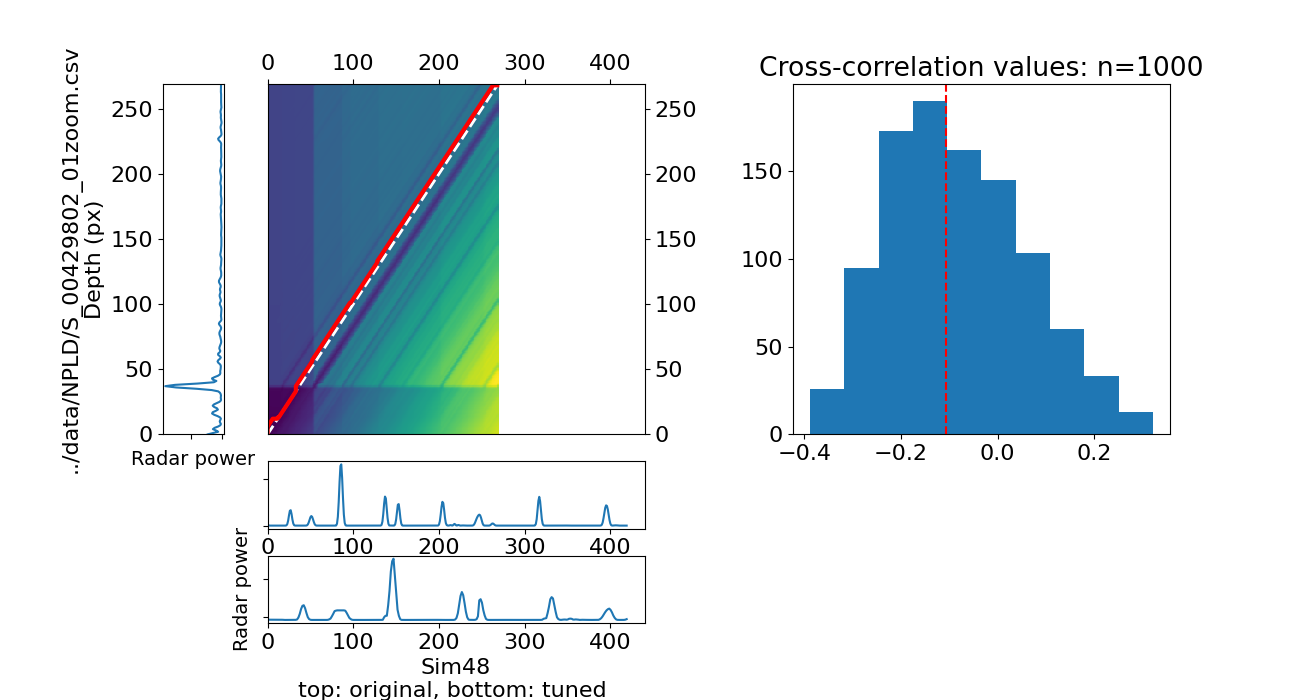 ../data/NPLD/S_00429802_01zoom.csv
Depth (px)
0 100 200 300 400
250
200
150
100
50
0
250
200
150
100
50
0
Radar power
0 100 200 300 400
Radar power
0 100 200 300 400
Sim48
top: original, bottom: tuned
Cross-correlation values: n=1000
150
100
50
0
−0.4 −0.2 0.0 0.2